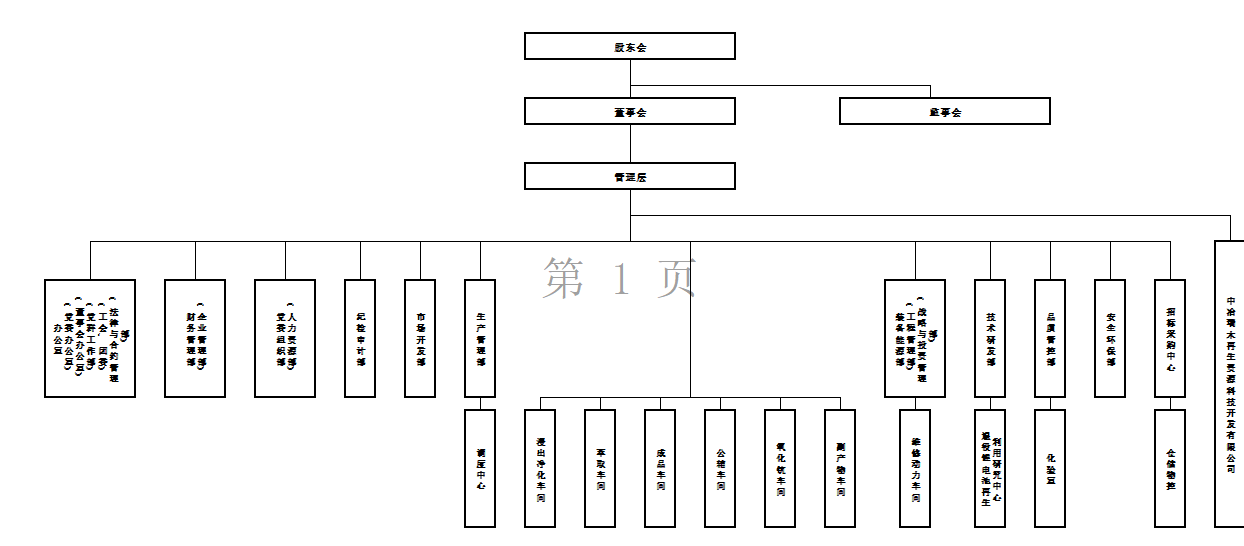 股东会
董事会
监事会
管理层
第 1 页
办公室
（党委办公室）
（董事会办公室）
（党群工作部）
（工会、团委）
（法律与合约管理
部）
财务管理部
（企业管理部）
党委组织部
（人力资源部）
纪检审计部
市场开发部
生产管理部
装备能源部
（工程管理部）
（战略与投资管理
部）
技术研发部
品质管控部
安全环保部
招标采购中心
中冶瑞木再生资源科技开发有限公司
调度中心
浸出净化车间
萃取车间
成品车间
公辅车间
氧化钪车间
副产物车间
维修动力车间
退役锂电池再生
利用研究中心
化验室
仓储物控